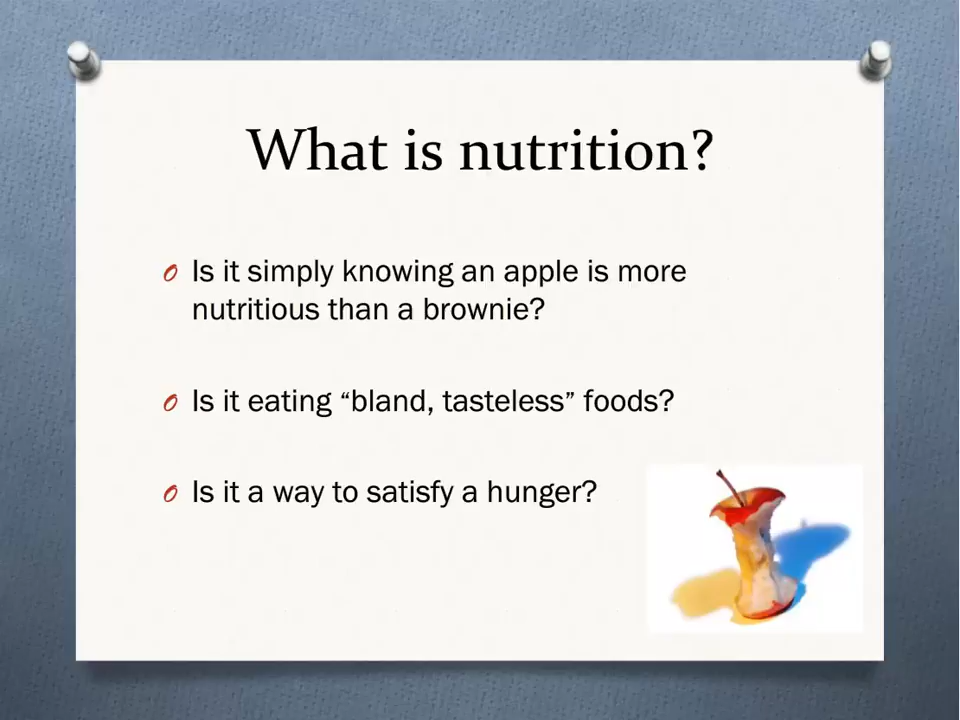 What is nutrition?
Is it simply knowing an apple is more
nutritious than a brownie?
Is it eating “bland, tasteless” foods?
Is it a way to satisfy a hunger?